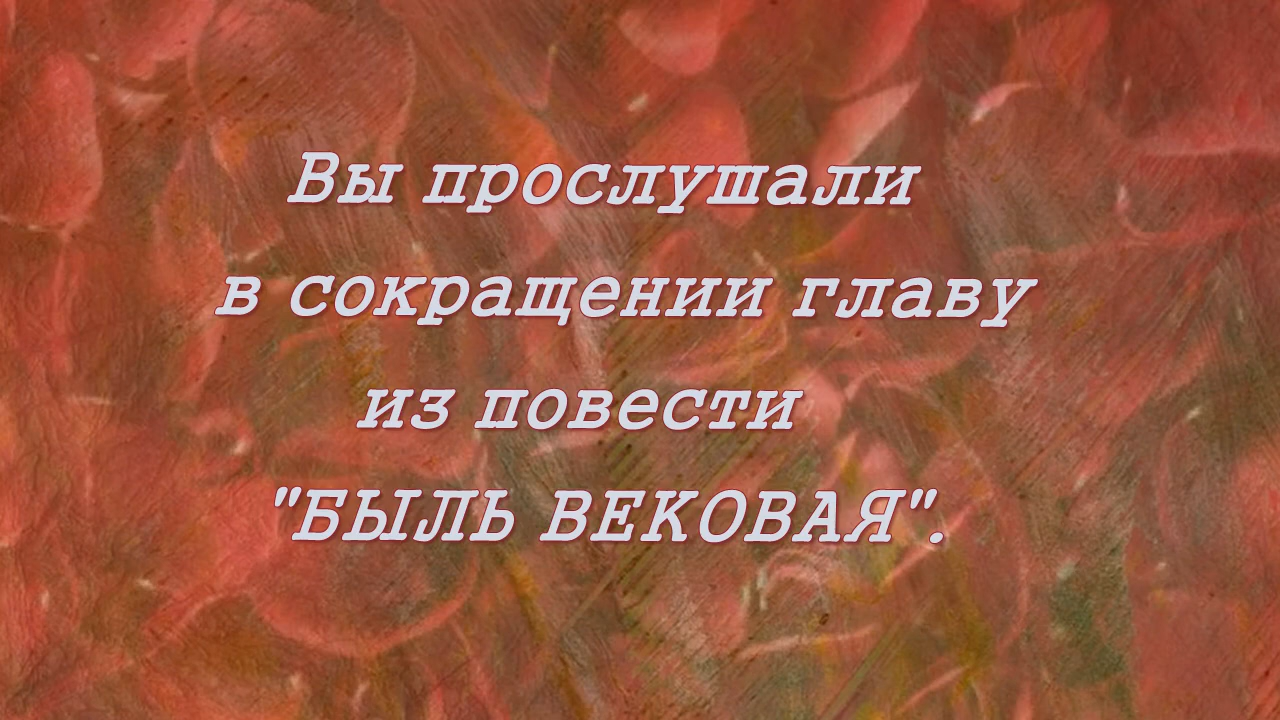 Вы прослушали
в сокращении главу
из повести
"БЫЛЬ ВЕКОВАЯ".